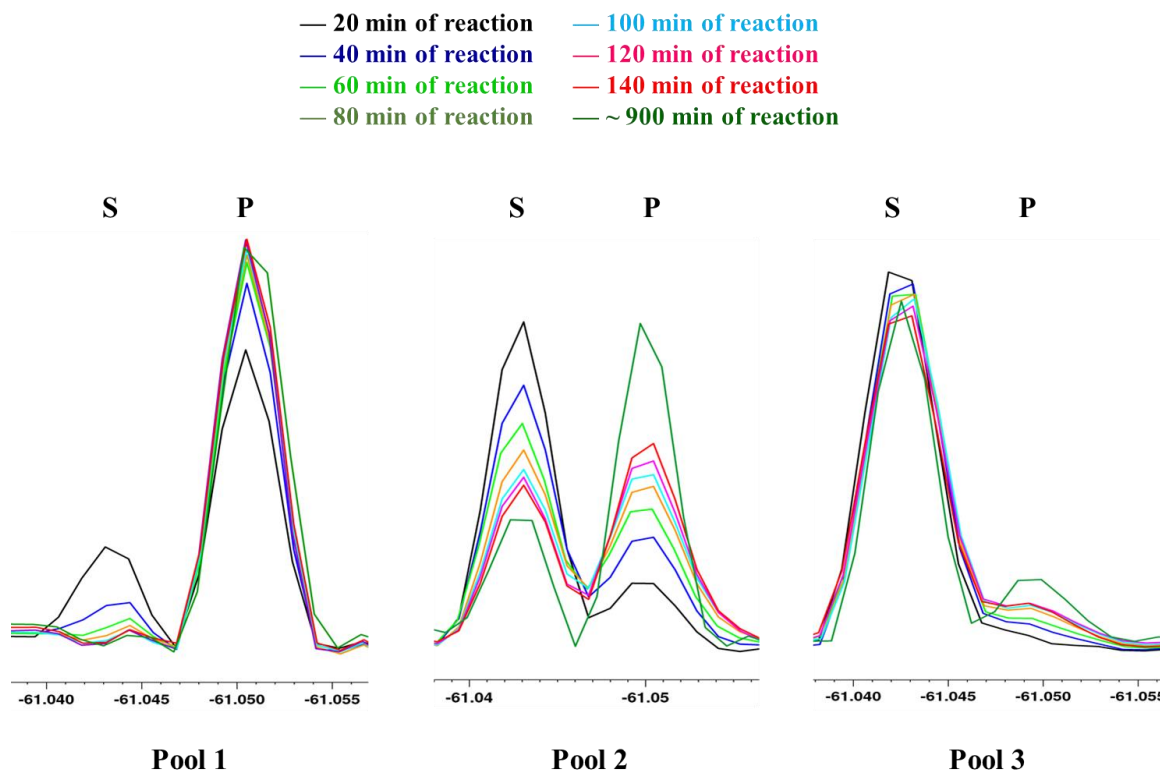 20 min of reaction
40 min of reaction
60 min of reaction
80 min of reaction
100 min of reaction
120 min of reaction
140 min of reaction
~ 900 min of reaction
S P
S P
S P
-61.040 -61.045 -61.050 -61.055
-61.04 -61.05
-61.040 -61.045 -61.050 -61.055
Pool 1
Pool 2
Pool 3